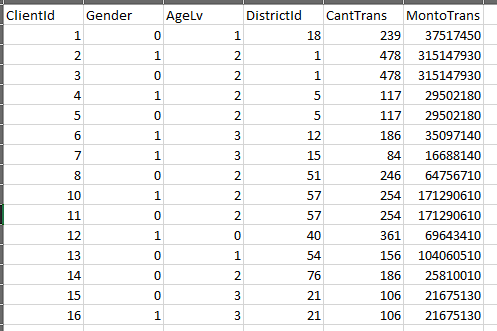 ClientId Gender AgeLv DistrictId CantTrans MontoTrans
1 0 1 18 239 37517450
2 1 2 1 478 315147930
3 0 2 1 478 315147930
4 1 2 5 117 29502180
5 0 2 5 117 29502180
6 1 3 12 186 35097140
7 1 3 15 84 16688140
8 0 2 51 246 64756710
10 1 2 57 254 171290610
11 0 2 57 254 171290610
12 1 0 40 361 69643410
13 0 1 54 156 104060510
14 0 2 76 186 25810010
15 0 3 21 106 21675130
16 1 3 21 106 21675130